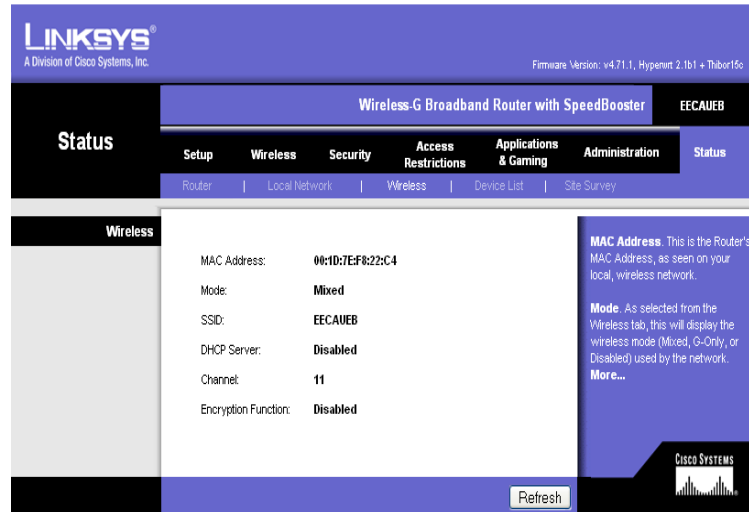 LINKSYS®
A Division of Cisco Systems, Inc.
Firmware Version: v4.71.1, Hyperwrt 2.1b1 + Thibor15c
Wireless-G Broadband Router with SpeedBooster EECAUEB
Status
Setup Wireless Security Access Restrictions Applications & Gaming Administration Status
Router | Local Network | Wireless | Device List | Site Survey
Wireless
MAC Address: 00:1D:7E:F8:22:C4
Mode: Mixed
SSID: EECAUEB
DHCP Server: Disabled
Channel: 11
Encryption Function: Disabled
MAC Address. This is the Router's
MAC Address, as seen on your
local, wireless network.
Mode. As selected from the
Wireless tab, this will display the
wireless mode (Mixed, G-Only, or
Disabled) used by the network.
More...
Refresh
CISCO SYSTEMS